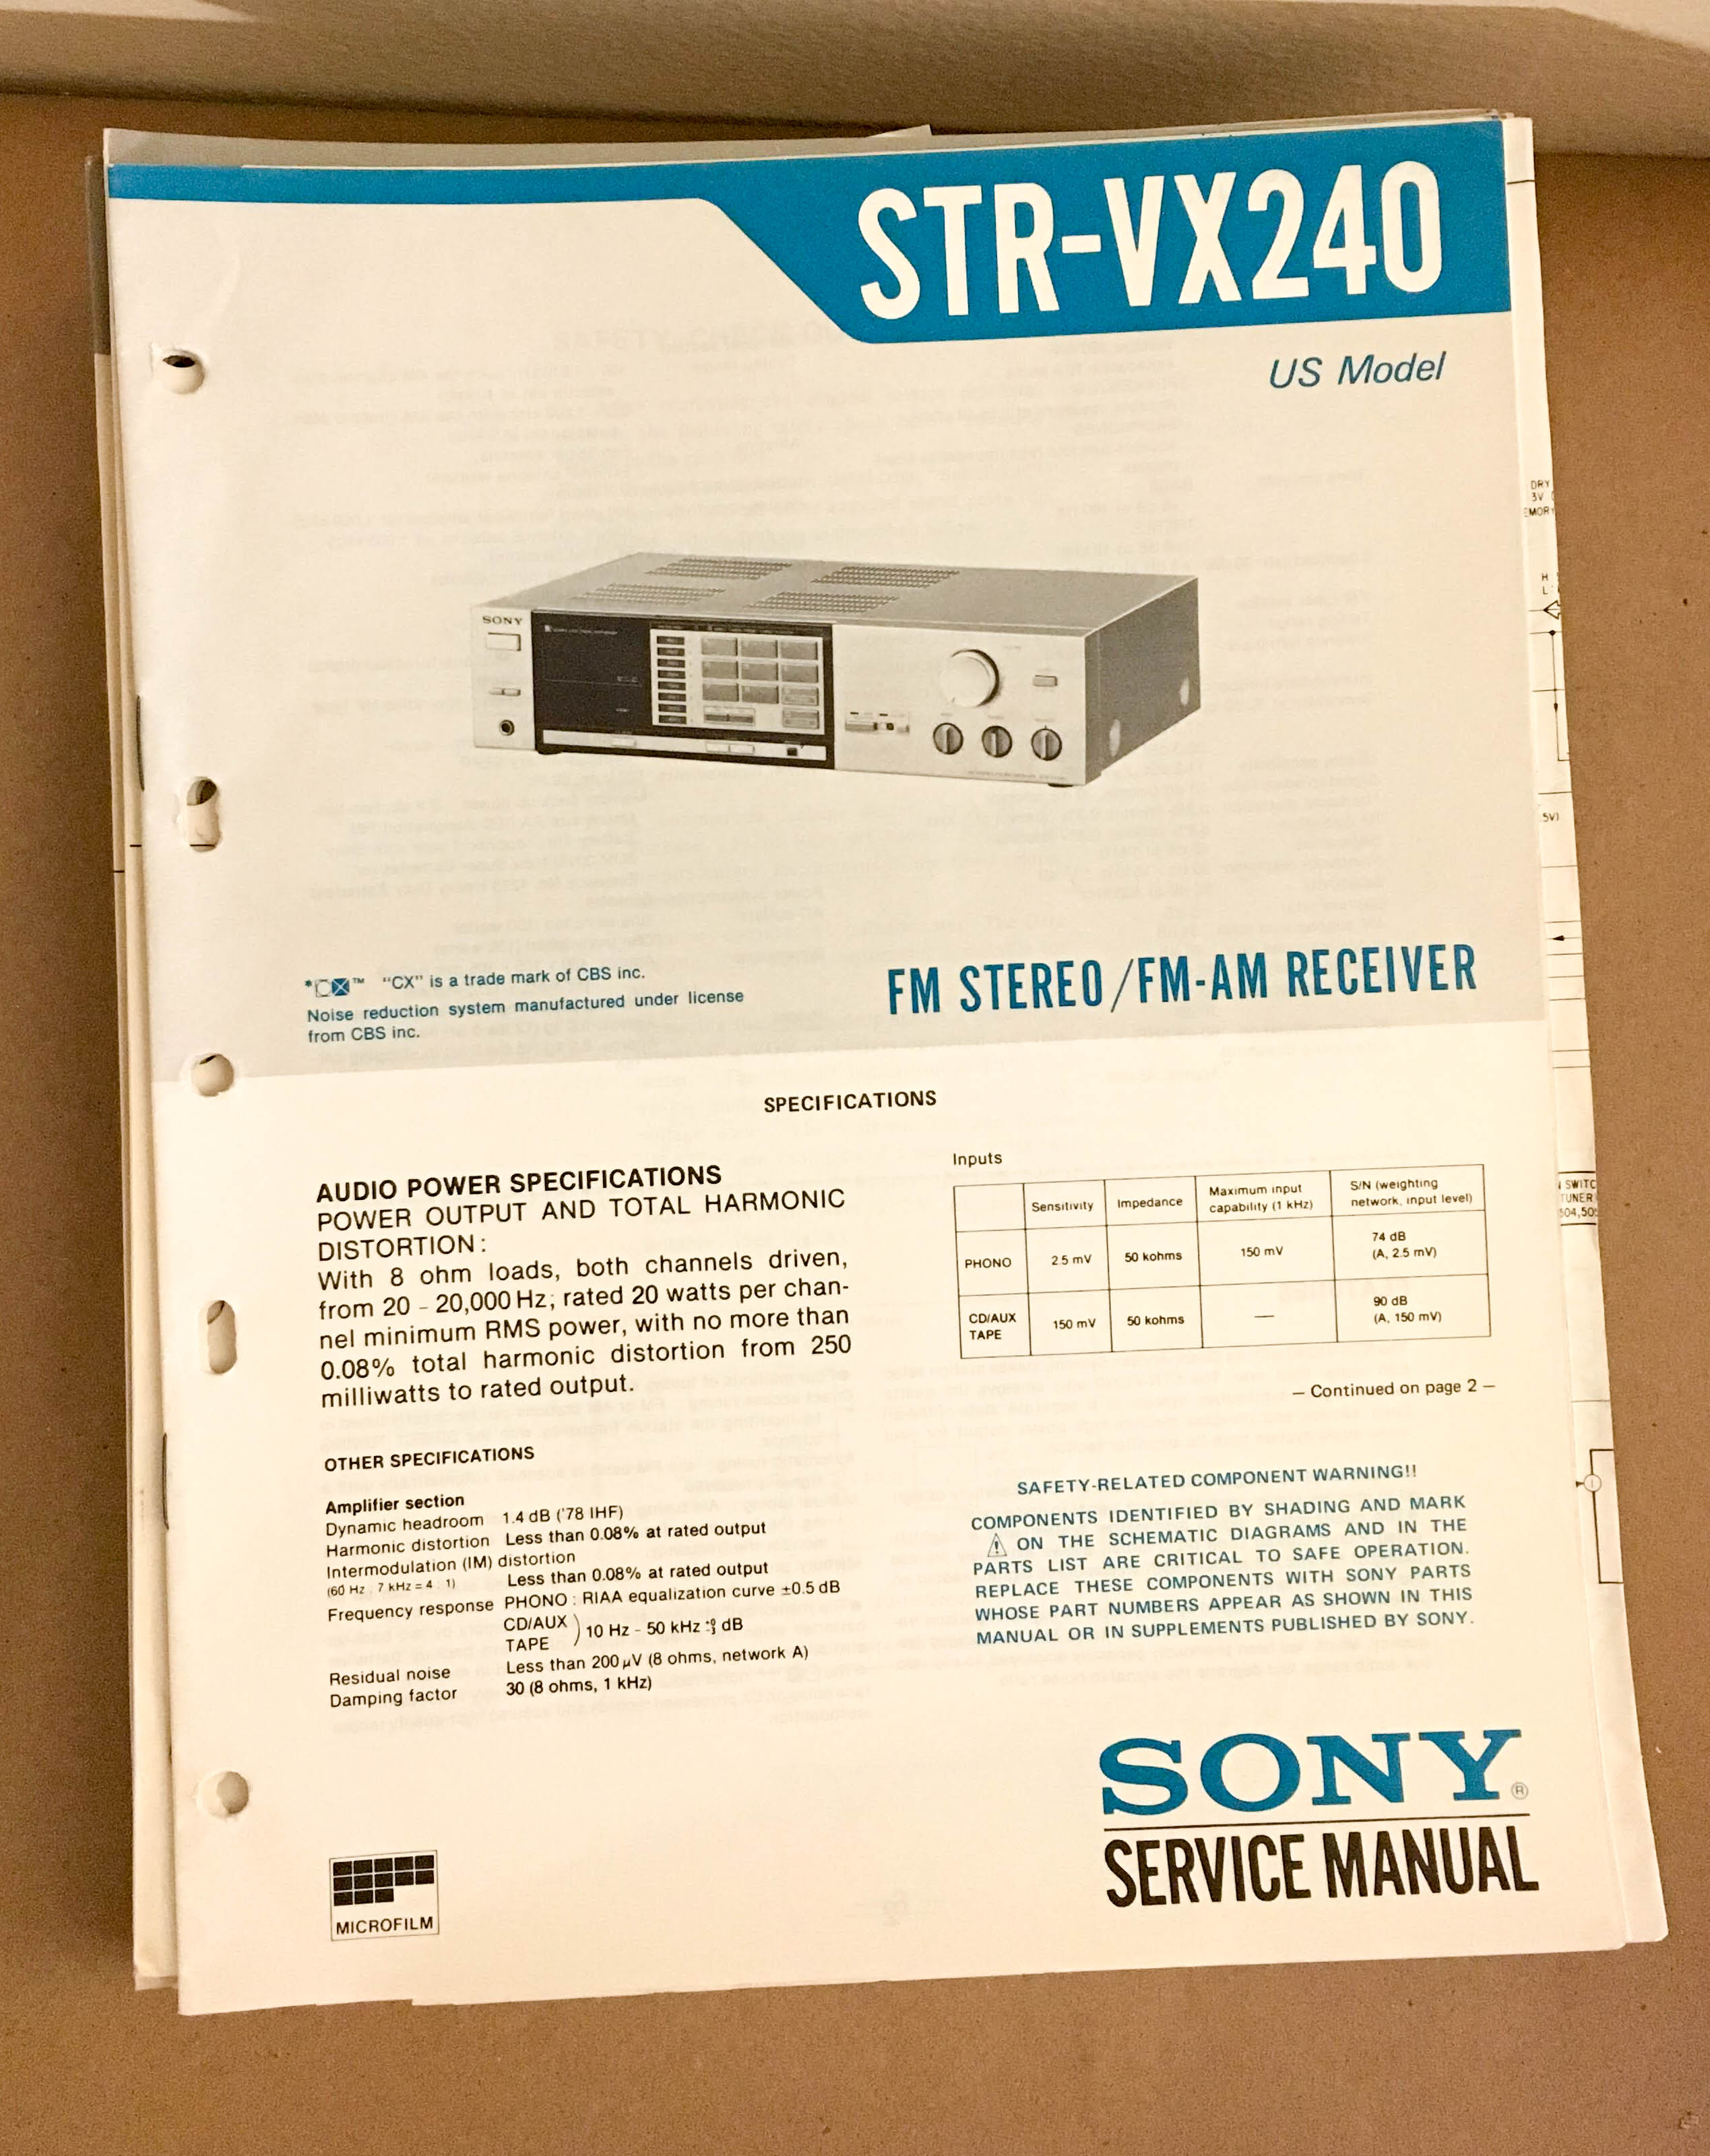 STR-VX240
US Model
DRY
3V
EMORY
H
L
SONY
5V)
* CX™ “CX” is a trade mark of CBS inc.
Noise reduction system manufactured under license
from CBS inc.
FM STEREO/FM-AM RECEIVER
SPECIFICATIONS
AUDIO POWER SPECIFICATIONS
POWER OUTPUT AND TOTAL HARMONIC
DISTORTION:
With 8 ohm loads, both channels driven,
from 20 – 20,000 Hz; rated 20 watts per chan-
nel minimum RMS power, with no more than
0.08% total harmonic distortion from 250
milliwatts to rated output.
OTHER SPECIFICATIONS
Amplifier section
Dynamic headroom 1.4 dB ('78 IHF)
Harmonic distortion Less than 0.08% at rated output
Intermodulation (IM) distortion
(60 Hz : 7 kHz = 4 : 1) Less than 0.08% at rated output
Frequency response PHONO : RIAA equalization curve ±0.5 dB
CD/AUX
TAPE ) 10 Hz – 50 kHz +0 -3 dB
Residual noise Less than 200 µV (8 ohms, network A)
Damping factor 30 (8 ohms, 1 kHz)
Inputs
Sensitivity Impedance Maximum input capability (1 kHz) S/N (weighting network, input level)
PHONO 2.5 mV 50 kohms 150 mV 74 dB (A, 2.5 mV)
CD/AUX TAPE 150 mV 50 kohms — 90 dB (A, 150 mV)
— Continued on page 2 —
SWITC
TUNER
504,50
SAFETY-RELATED COMPONENT WARNING!!
COMPONENTS IDENTIFIED BY SHADING AND MARK
⚠ ON THE SCHEMATIC DIAGRAMS AND IN THE
PARTS LIST ARE CRITICAL TO SAFE OPERATION.
REPLACE THESE COMPONENTS WITH SONY PARTS
WHOSE PART NUMBERS APPEAR AS SHOWN IN THIS
MANUAL OR IN SUPPLEMENTS PUBLISHED BY SONY.
SONY®
SERVICE MANUAL
MICROFILM